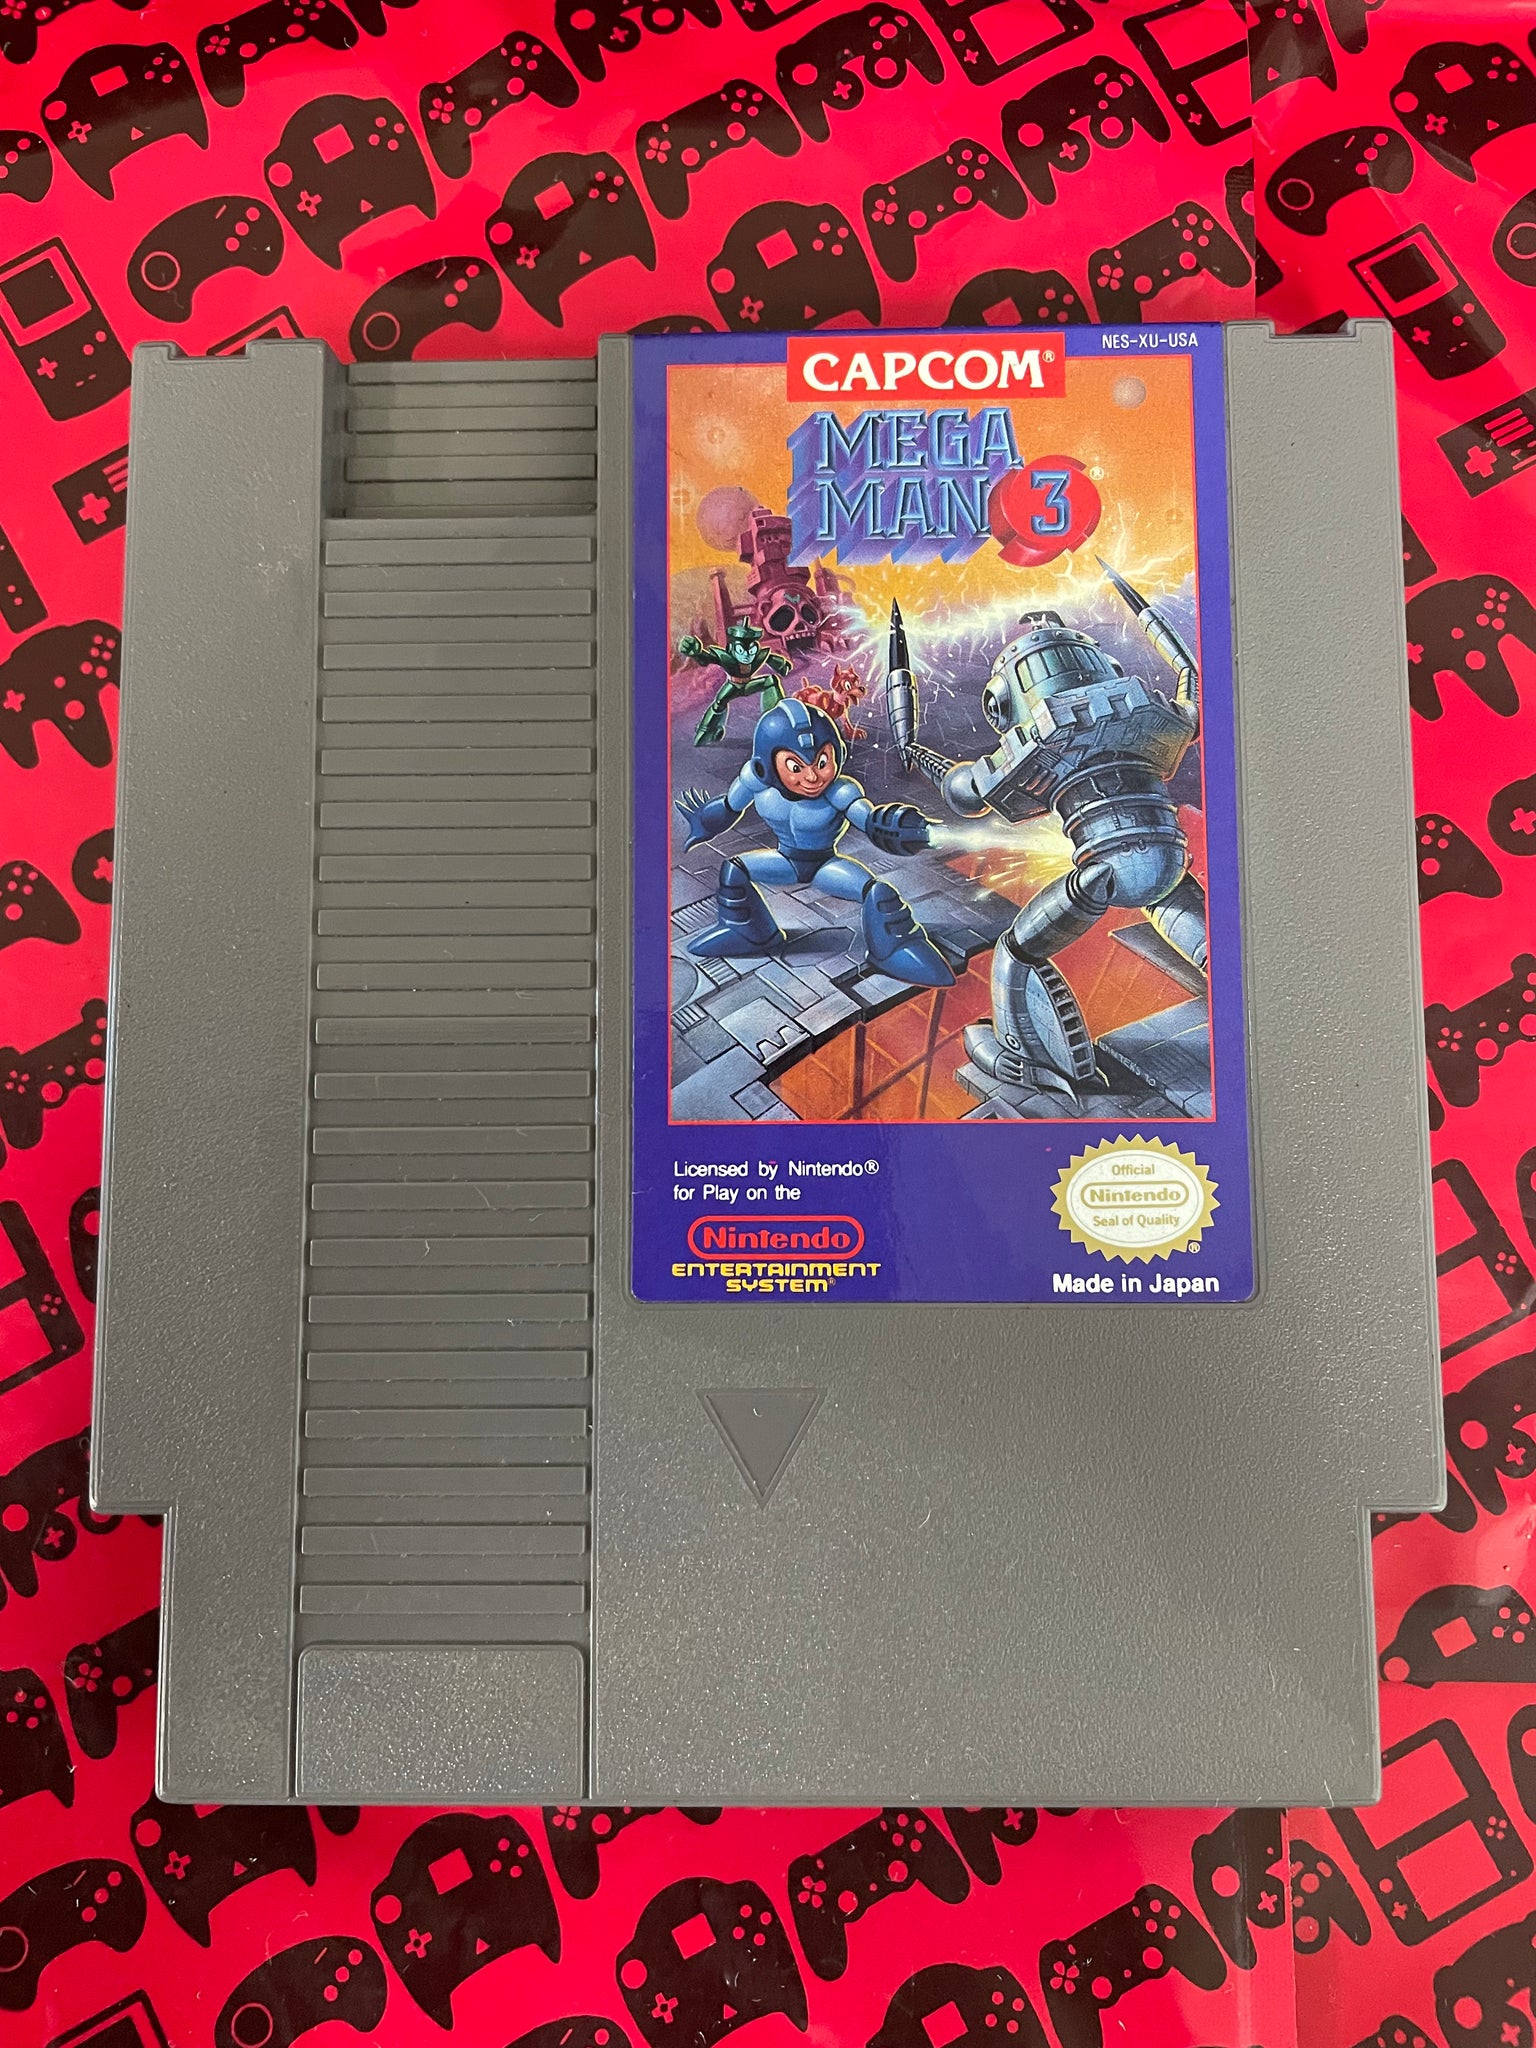 CAPCOM®
NES-XU-USA
MEGA
MAN 3®
Licensed by Nintendo®
for Play on the
Nintendo
ENTERTAINMENT
SYSTEM®
Official
Nintendo
Seal of Quality
®
Made in Japan